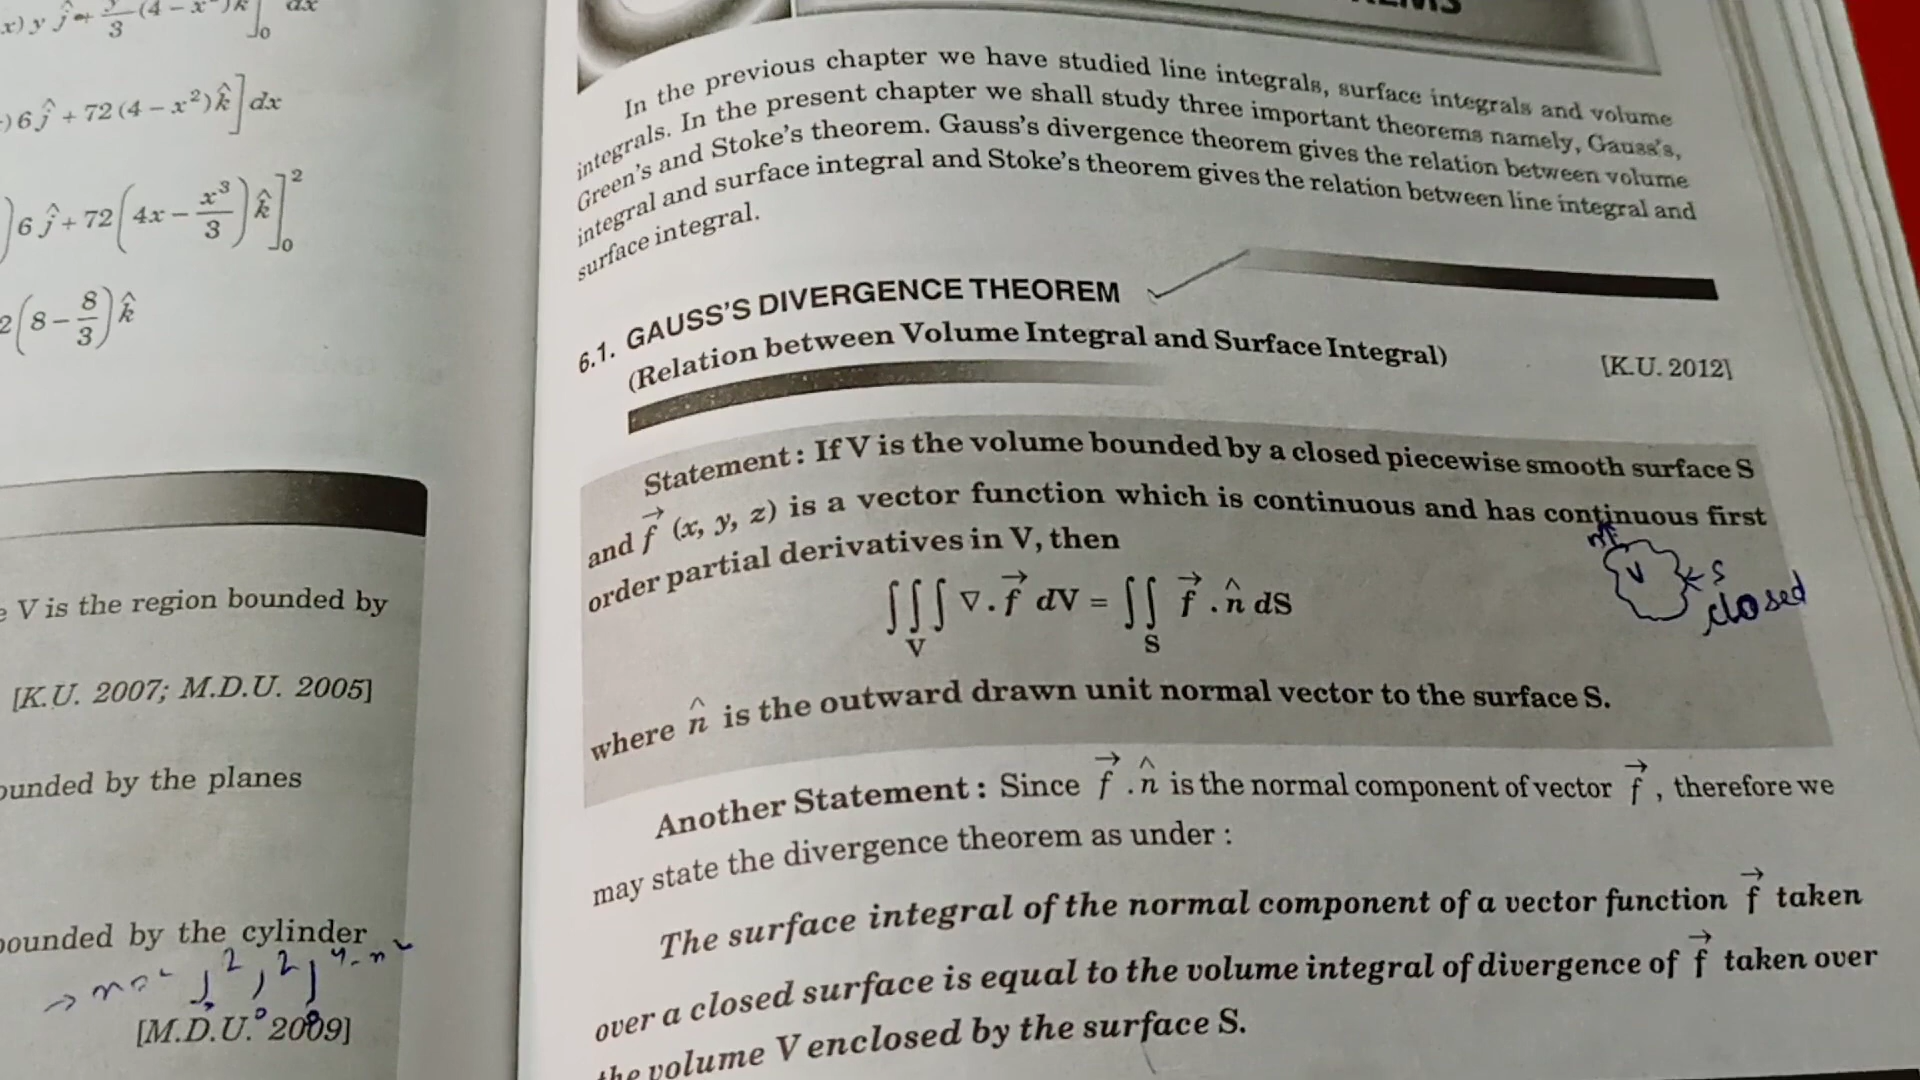 x) y ĵ + (4 – x )k̂]₀ dx
) 6 ĵ + 72 (4 – x²) k̂] dx
) 6 ĵ + 72 (4x – x³/3) k̂]₀²
2 (8 – 8/3) k̂
V is the region bounded by
[K.U. 2007; M.D.U. 2005]
ounded by the planes
ounded by the cylinder
[M.D.U. 2009]
In the previous chapter we have studied line integrals, surface integrals and volume
integrals. In the present chapter we shall study three important theorems namely, Gauss's,
Green's and Stoke's theorem. Gauss's divergence theorem gives the relation between volume
integral and surface integral and Stoke's theorem gives the relation between line integral and
surface integral.
6.1. GAUSS'S DIVERGENCE THEOREM
(Relation between Volume Integral and Surface Integral) [K.U. 2012]
Statement : If V is the volume bounded by a closed piecewise smooth surface S
and f⃗ (x, y, z) is a vector function which is continuous and has continuous first
order partial derivatives in V, then
∫∫∫_V ∇ . f⃗ dV = ∫∫_S f⃗ . n̂ dS
V S
closed
where n̂ is the outward drawn unit normal vector to the surface S.
Another Statement : Since f⃗ . n̂ is the normal component of vector f⃗ , therefore we
may state the divergence theorem as under :
The surface integral of the normal component of a vector function f⃗ taken
over a closed surface is equal to the volume integral of divergence of f⃗ taken over
the volume V enclosed by the surface S.